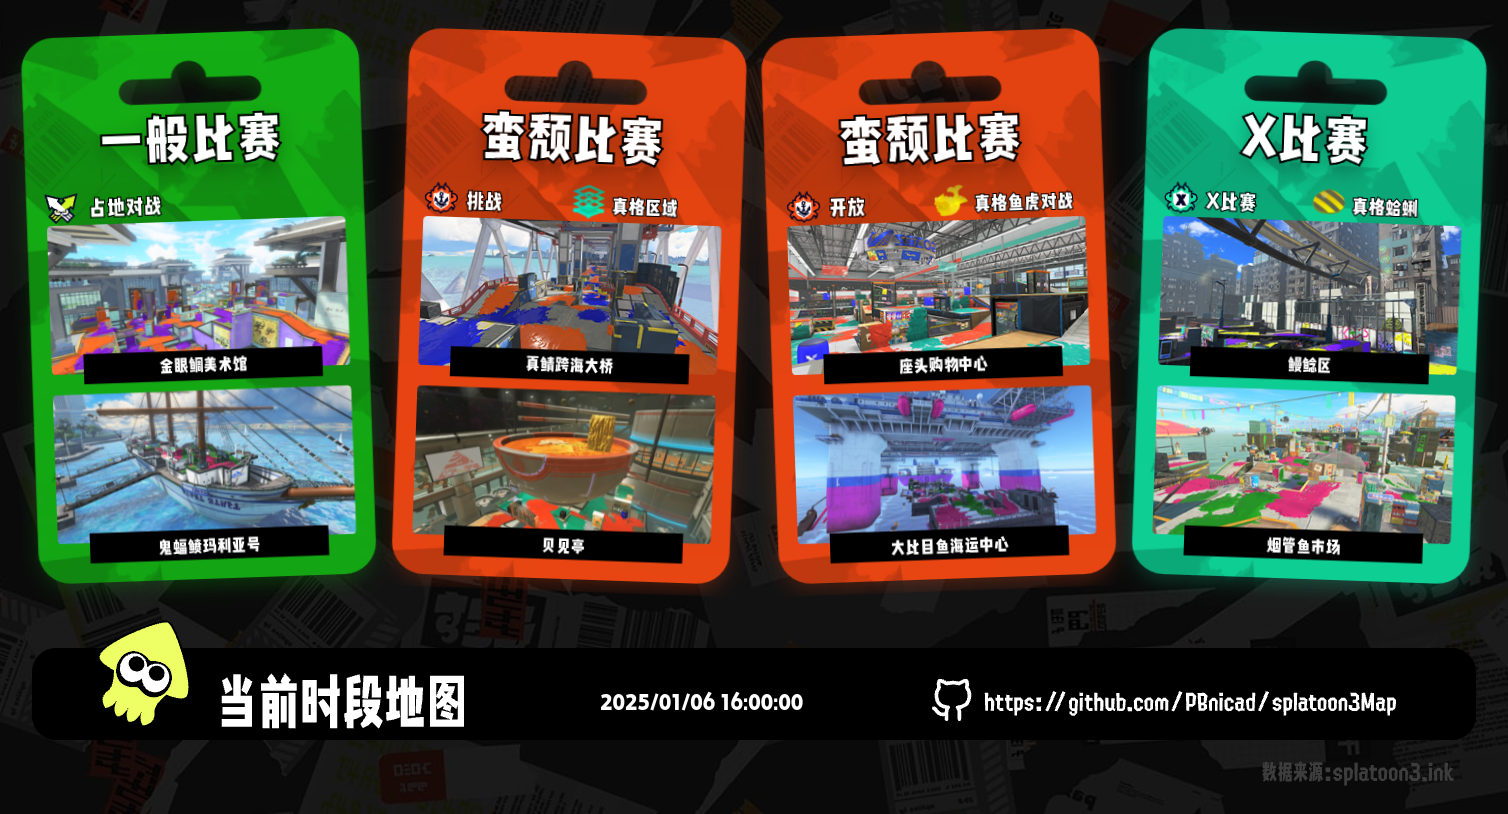 一般比赛
占地对战
金眼鲷美术馆
鬼蝠鲼玛利亚号
蛮颓比赛
挑战
真格区域
真鲭跨海大桥
贝见亭
蛮颓比赛
开放
真格鱼虎对战
座头购物中心
大比目鱼海运中心
X比赛
X比赛
真格蛤蜊
鳗鲶区
烟管鱼市场
当前时段地图
2025/01/06 16:00:00
https://github.com/PBnicad/splatoon3Map
数据来源:splatoon3.ink